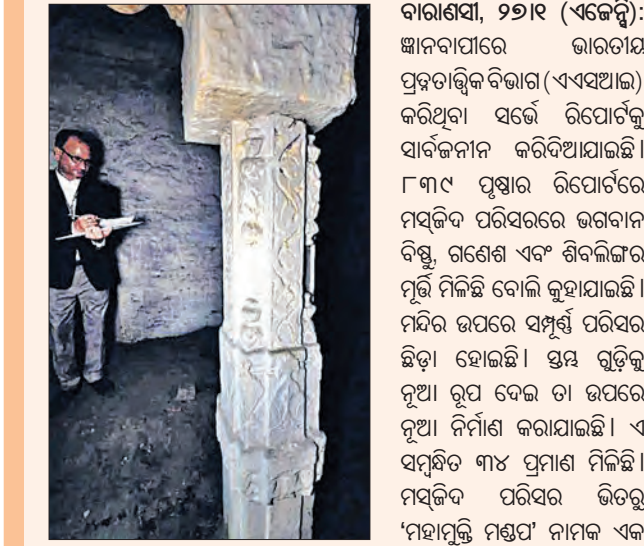 ବାରାଣସୀ, ୨୭।୧ (ଏଜେନ୍ସି):
ଜ୍ଞାନବାପୀରେ ଭାରତୀୟ
ପ୍ରତ୍ନତାତ୍ତ୍ୱିକ ବିଭାଗ (ଏଏସଆଇ)
କରିଥିବା ସର୍ଭେ ରିପୋର୍ଟକୁ
ସାର୍ବଜନୀନ କରିଦିଆଯାଇଛି।
୮୩୯ ପୃଷ୍ଠାର ରିପୋର୍ଟରେ
ମସ୍‌ଜିଦ ପରିସରରେ ଭଗବାନ
ବିଷ୍ଣୁ, ଗଣେଶ ଏବଂ ଶିବଲିଙ୍ଗର
ମୂର୍ତ୍ତି ମିଳିଛି ବୋଲି କୁହାଯାଇଛି।
ମନ୍ଦିର ଉପରେ ସମ୍ପୂର୍ଣ୍ଣ ପରିସର
ଛିଡ଼ା ହୋଇଛି। ସ୍ତମ୍ଭ ଗୁଡ଼ିକୁ
ନୂଆ ରୂପ ଦେଇ ତା ଉପରେ
ନୂଆ ନିର୍ମାଣ କରାଯାଇଛି। ଏ
ସମ୍ବନ୍ଧିତ ୩୪ ପ୍ରମାଣ ମିଳିଛି।
ମସ୍‌ଜିଦ ପରିସର ଭିତରୁ
‘ମହାମୁକ୍ତି ମଣ୍ଡପ’ ନାମକ ଏକ